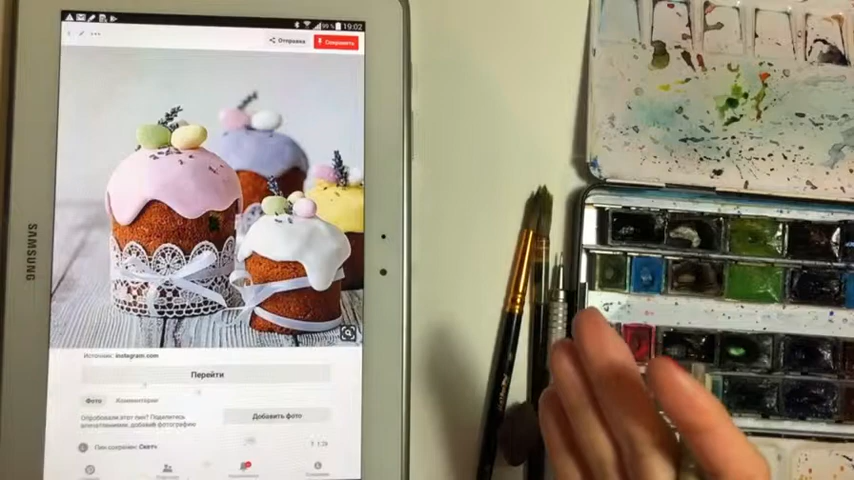 99% 19:02
Отправка
Сохранить
SAMSUNG
Источник: instagram.com
Перейти
Фото Комментарии
Опробовали этот пин? Поделитесь
впечатлениями, добавив фотографию
Добавить фото
Пин сохранен: Скетч